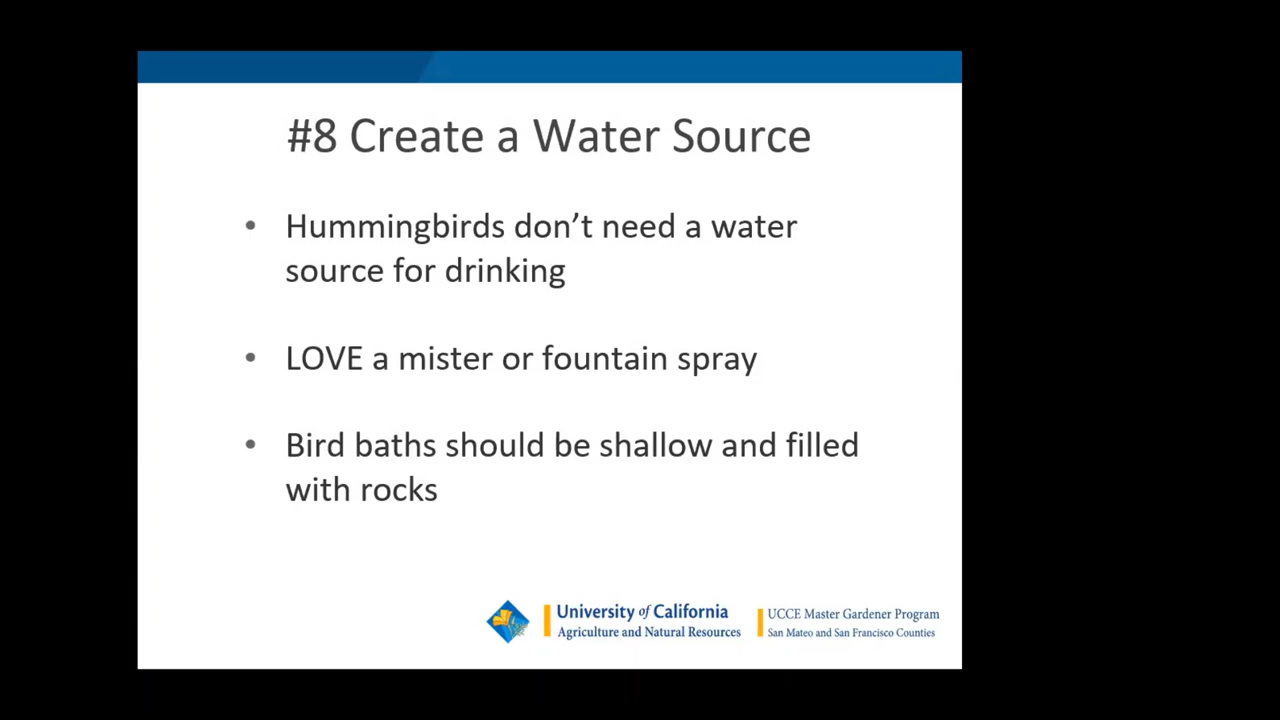 #8 Create a Water Source
• Hummingbirds don’t need a water
source for drinking
• LOVE a mister or fountain spray
• Bird baths should be shallow and filled
with rocks
University of California
Agriculture and Natural Resources
UCCE Master Gardener Program
San Mateo and San Francisco Counties